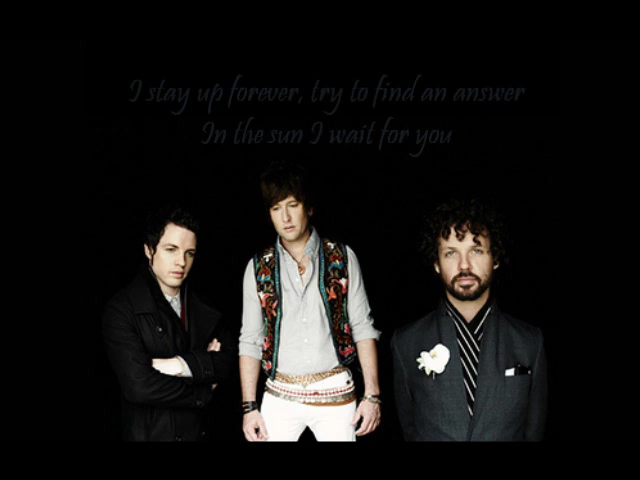 I stay up forever, try to find an answer
In the sun I wait for you